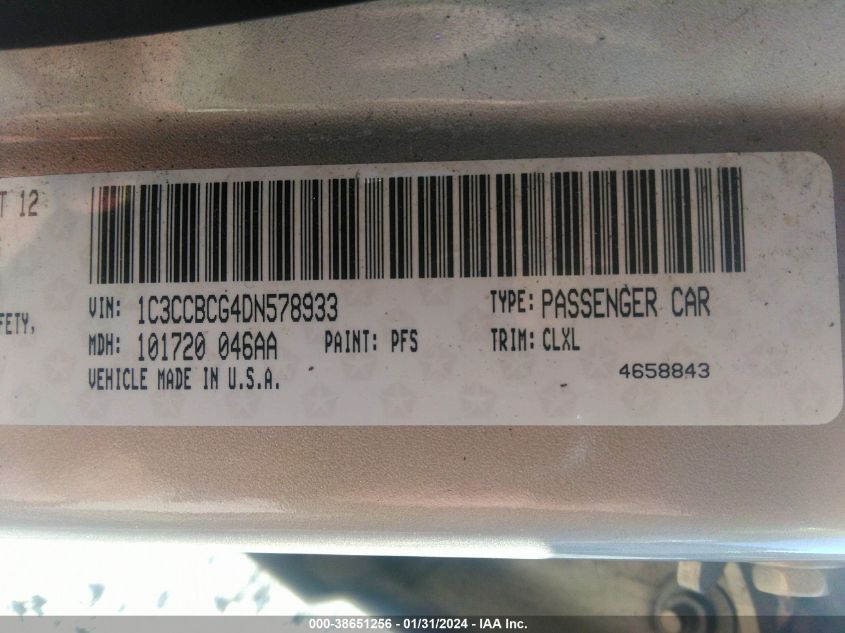 T 12
FETY,
VIN: 1C3CCBCG4DN578933 TYPE: PASSENGER CAR
MDH: 101720 046AA PAINT: PFS TRIM: CLXL
VEHICLE MADE IN U.S.A. 4658843
000-38651256 - 01/31/2024 - IAA Inc.